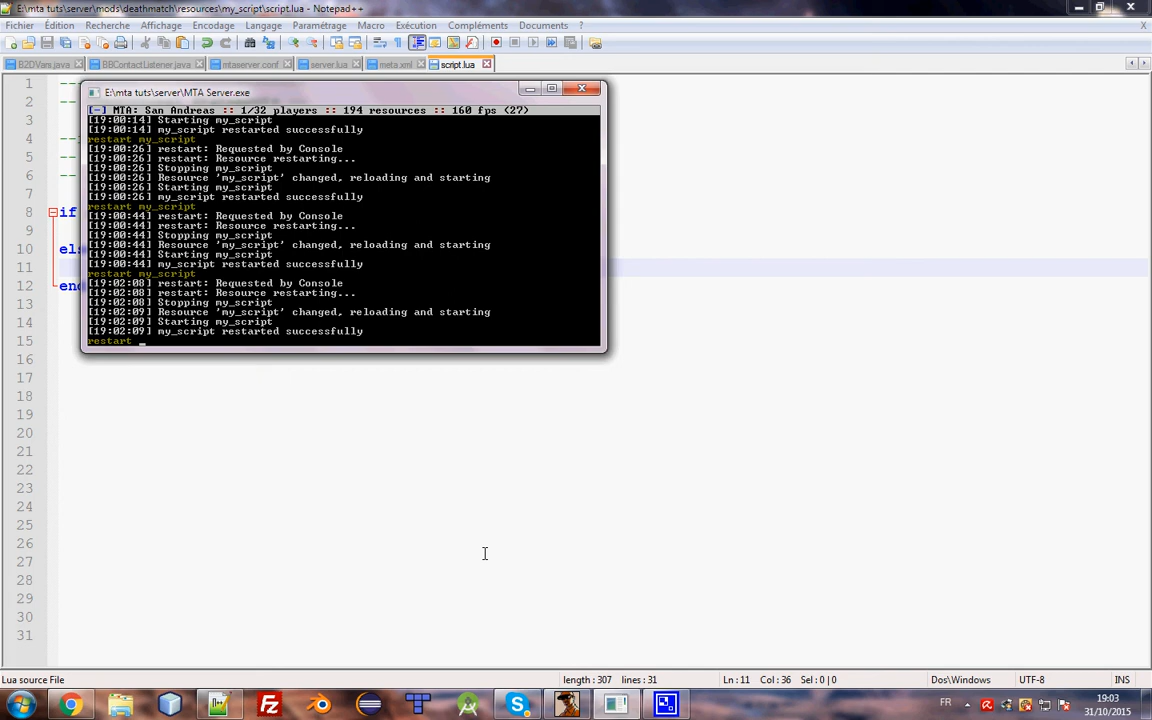 E:\mta tuts\server\mods\deathmatch\resources\my_script\script.lua - Notepad++
Fichier Édition Recherche Affichage Encodage Langage Paramétrage Macro Exécution Compléments Documents ?
B2DVars.java BBContactListener.java mtaserver.conf server.lua meta.xml script.lua
E:\mta tuts\server\MTA Server.exe
[-] MTA: San Andreas :: 1/32 players :: 194 resources :: 160 fps (27)
[19:00:14] Starting my_script
[19:00:14] my_script restarted successfully
restart my_script
[19:00:26] restart: Requested by Console
[19:00:26] restart: Resource restarting...
[19:00:26] Stopping my_script
[19:00:26] Resource 'my_script' changed, reloading and starting
[19:00:26] Starting my_script
[19:00:26] my_script restarted successfully
restart my_script
[19:00:44] restart: Requested by Console
[19:00:44] restart: Resource restarting...
[19:00:44] Stopping my_script
[19:00:44] Resource 'my_script' changed, reloading and starting
[19:00:44] Starting my_script
[19:00:44] my_script restarted successfully
restart my_script
[19:02:08] restart: Requested by Console
[19:02:08] restart: Resource restarting...
[19:02:08] Stopping my_script
[19:02:09] Resource 'my_script' changed, reloading and starting
[19:02:09] Starting my_script
[19:02:09] my_script restarted successfully
restart _
1 --
2 --
3
4 --
5 --
6 --
7
8 if
9
10 els
11
12 end
13
14
15
16
17
18
19
20
21
22
23
24
25
26
27
28
29
30
31
Lua source File length : 307 lines : 31 Ln : 11 Col : 36 Sel : 0 | 0 Dos\Windows UTF-8 INS
FR 19:03
31/10/2015